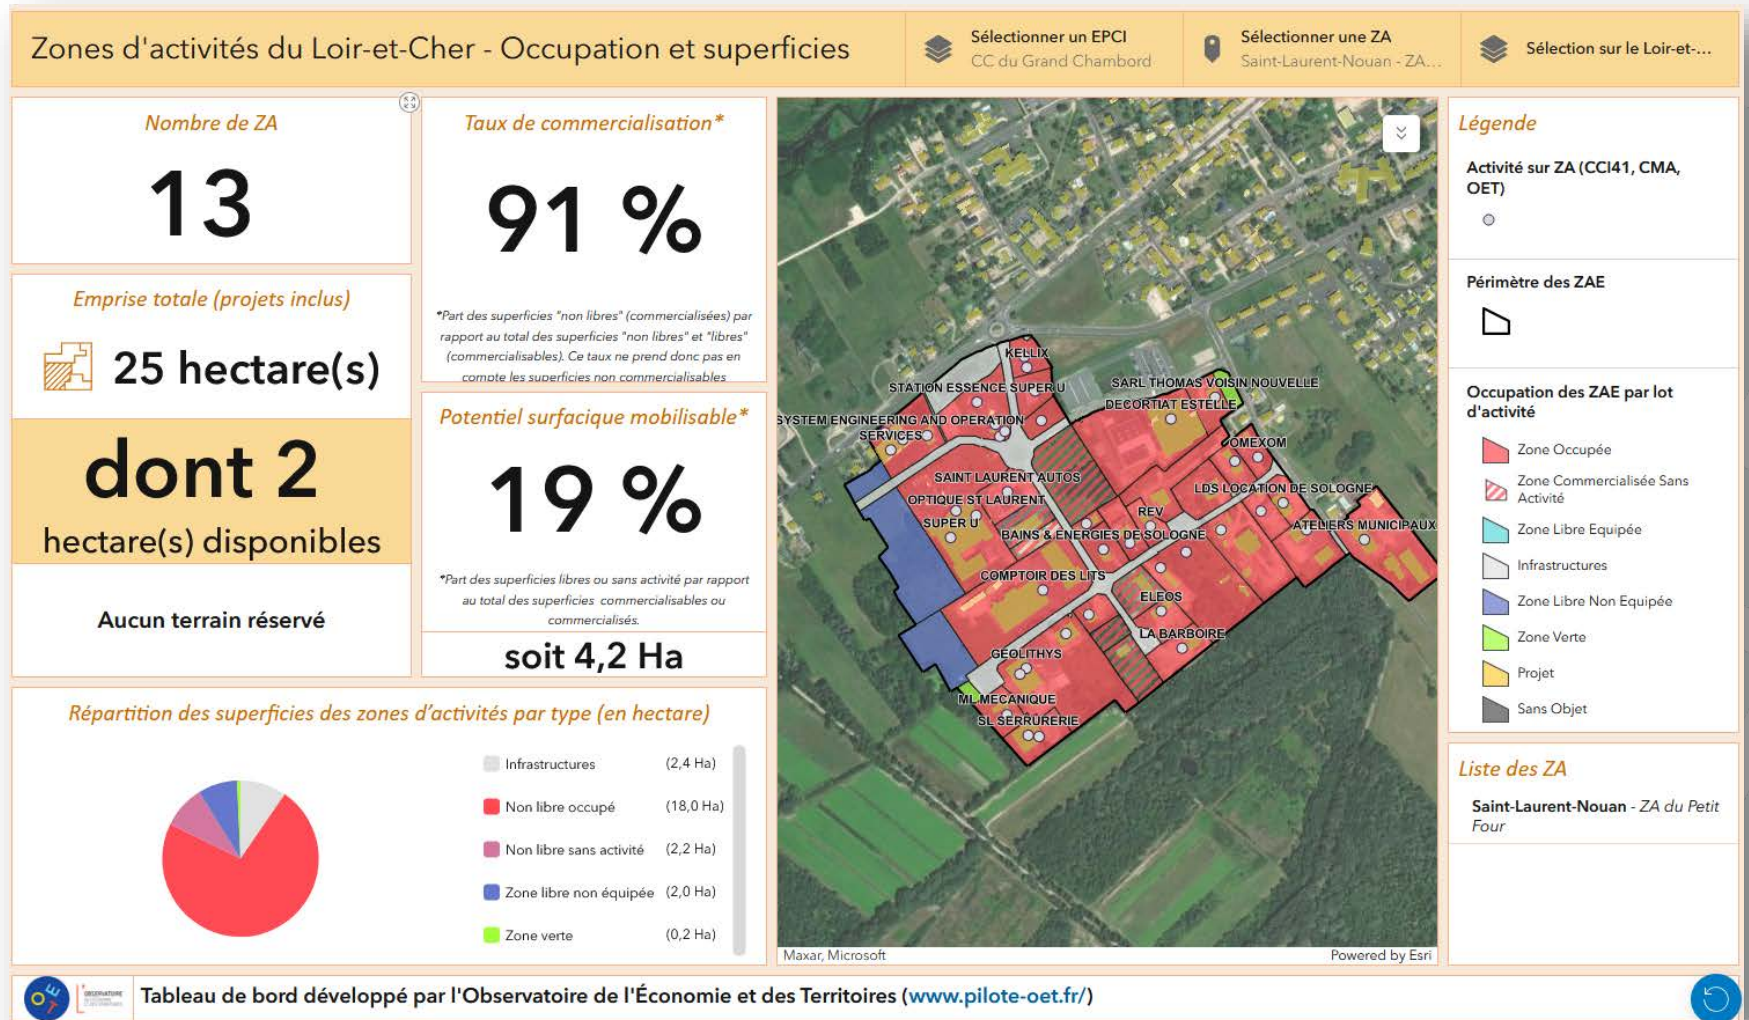 Zones d'activités du Loir-et-Cher - Occupation et superficies
Sélectionner un EPCI
CC du Grand Chambord
Sélectionner une ZA
Saint-Laurent-Nouan - ZA...
Sélection sur le Loir-et-...
Nombre de ZA
13
Emprise totale (projets inclus)
25 hectare(s)
dont 2
hectare(s) disponibles
Aucun terrain réservé
Taux de commercialisation*
91 %
*Part des superficies "non libres" (commercialisées) par
rapport au total des superficies "non libres" et "libres"
(commercialisables). Ce taux ne prend donc pas en
compte les superficies non commercialisables
Potentiel surfacique mobilisable*
19 %
*Part des superficies libres ou sans activité par rapport
au total des superficies commercialisables ou
commercialisés.
soit 4,2 Ha
Répartition des superficies des zones d'activités par type (en hectare)
Infrastructures (2,4 Ha)
Non libre occupé (18,0 Ha)
Non libre sans activité (2,2 Ha)
Zone libre non équipée (2,0 Ha)
Zone verte (0,2 Ha)
KELLIX
STATION ESSENCE SUPER U
SARL THOMAS VOISIN NOUVELLE
DECORTIAT ESTELLE
SYSTEM ENGINEERING AND OPERATION
SERVICES
OMEXOM
SAINT LAURENT AUTOS
LDS LOCATION DE SOLOGNE
OPTIQUE ST LAURENT
REV
SUPER U
ATELIERS MUNICIPAUX
BAINS & ENERGIES DE SOLOGNE
COMPTOIR DES LITS
ELEOS
LA BARBOIRE
GEOLITHYS
ML MECANIQUE
SL SERRURERIE
Maxar, Microsoft
Powered by Esri
Légende
Activité sur ZA (CCI41, CMA,
OET)
Périmètre des ZAE
Occupation des ZAE par lot
d'activité
Zone Occupée
Zone Commercialisée Sans
Activité
Zone Libre Equipée
Infrastructures
Zone Libre Non Equipée
Zone Verte
Projet
Sans Objet
Liste des ZA
Saint-Laurent-Nouan - ZA du Petit
Four
OET
OBSERVATOIRE
Tableau de bord développé par l'Observatoire de l'Économie et des Territoires (www.pilote-oet.fr/)